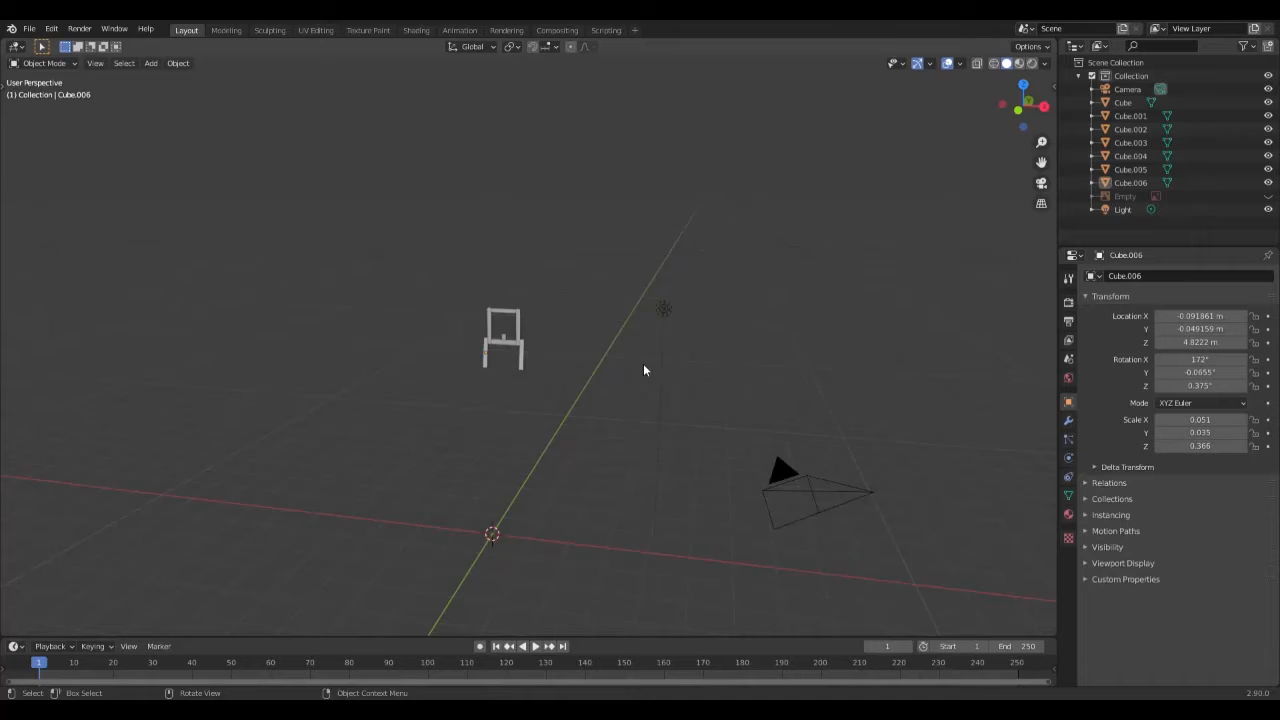 File Edit Render Window Help
Layout Modeling Sculpting UV Editing Texture Paint Shading Animation Rendering Compositing Scripting +
Scene
View Layer
Global
Options
Object Mode View Select Add Object
User Perspective
(1) Collection | Cube.006
Z
Y
X
Scene Collection
Collection
Camera
Cube
Cube.001
Cube.002
Cube.003
Cube.004
Cube.005
Cube.006
Empty
Light
Cube.006
Cube.006
Transform
Location X -0.091861 m
Y -0.049159 m
Z 4.8222 m
Rotation X 172°
Y -0.0655°
Z 0.375°
Mode XYZ Euler
Scale X 0.051
Y 0.035
Z 0.366
Delta Transform
Relations
Collections
Instancing
Motion Paths
Visibility
Viewport Display
Custom Properties
Playback Keying View Marker
1 Start 1 End 250
1 10 20 30 40 50 60 70 80 90 100 110 120 130 140 150 160 170 180 190 200 210 220 230 240 250
Select Box Select Rotate View Object Context Menu
2.90.0